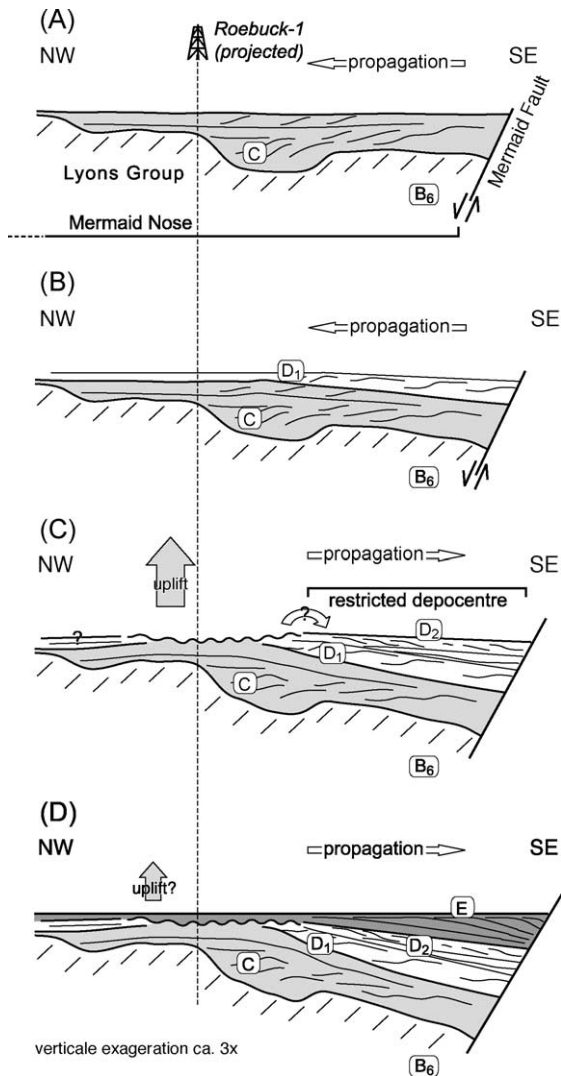 (A)
Roebuck-1
(projected)
NW
propagation
SE
Mermaid Fault
C
Lyons Group
B6
Mermaid Nose
(B)
NW
propagation
SE
D1
C
B6
(C)
NW
uplift
propagation
SE
restricted depocentre
?
?
D2
D1
C
B6
(D)
NW
uplift?
propagation
SE
E
D1
D2
C
B6
verticale exageration ca. 3x